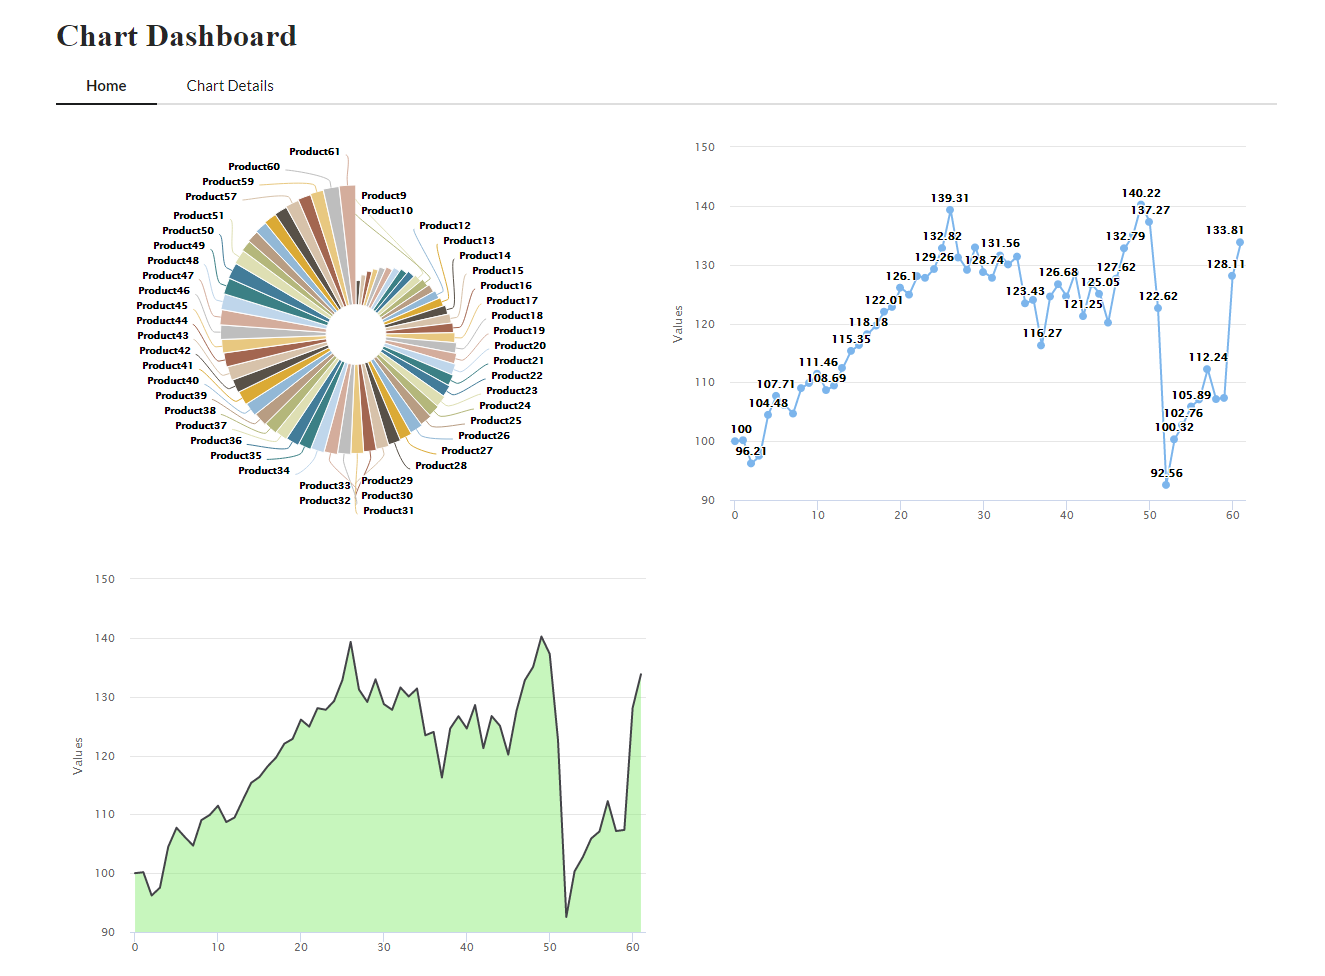 Chart Dashboard
Home
Chart Details
Product61
Product60
Product59
Product57
Product51
Product50
Product49
Product48
Product47
Product46
Product45
Product44
Product43
Product42
Product41
Product40
Product39
Product38
Product37
Product36
Product35
Product34
Product33
Product32
Product9
Product10
Product12
Product13
Product14
Product15
Product16
Product17
Product18
Product19
Product20
Product21
Product22
Product23
Product24
Product25
Product26
Product27
Product28
Product29
Product30
Product31
Values
150
140
130
120
110
100
90
100
96.21
104.48
107.71
111.46
108.69
115.35
118.18
122.01
126.1
129.26
132.82
139.31
128.74
131.56
123.43
116.27
126.68
121.25
125.05
127.62
132.79
140.22
137.27
122.62
92.56
100.32
102.76
105.89
112.24
128.11
133.81
0
10
20
30
40
50
60
Values
150
140
130
120
110
100
90
0
10
20
30
40
50
60